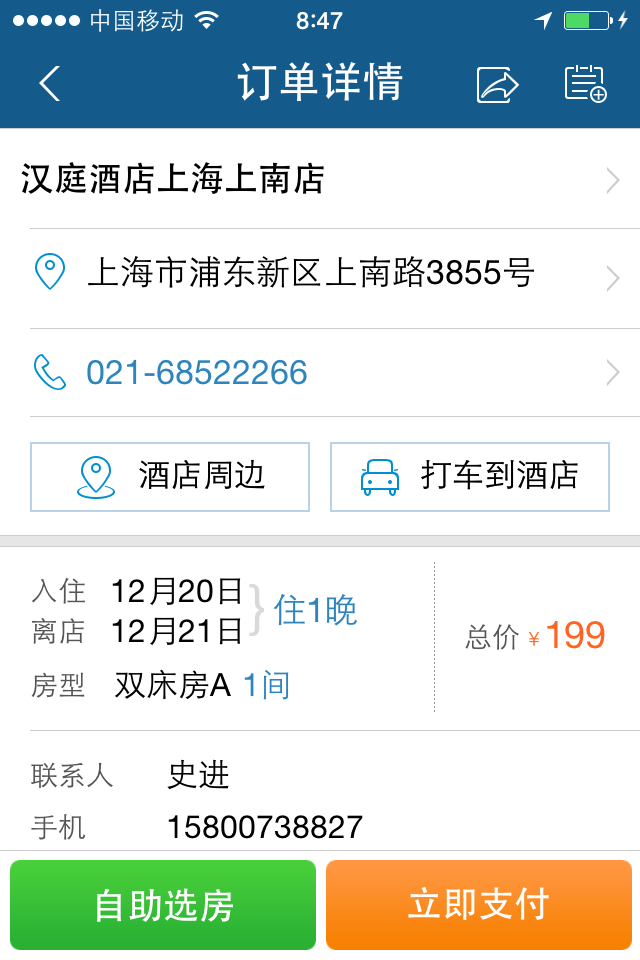 中国移动 8:47
订单详情
汉庭酒店上海上南店
上海市浦东新区上南路3855号
021-68522266
酒店周边 打车到酒店
入住 12月20日
离店 12月21日
}住1晚
总价 ¥199
房型 双床房A 1间
联系人 史进
手机 15800738827
自助选房 立即支付